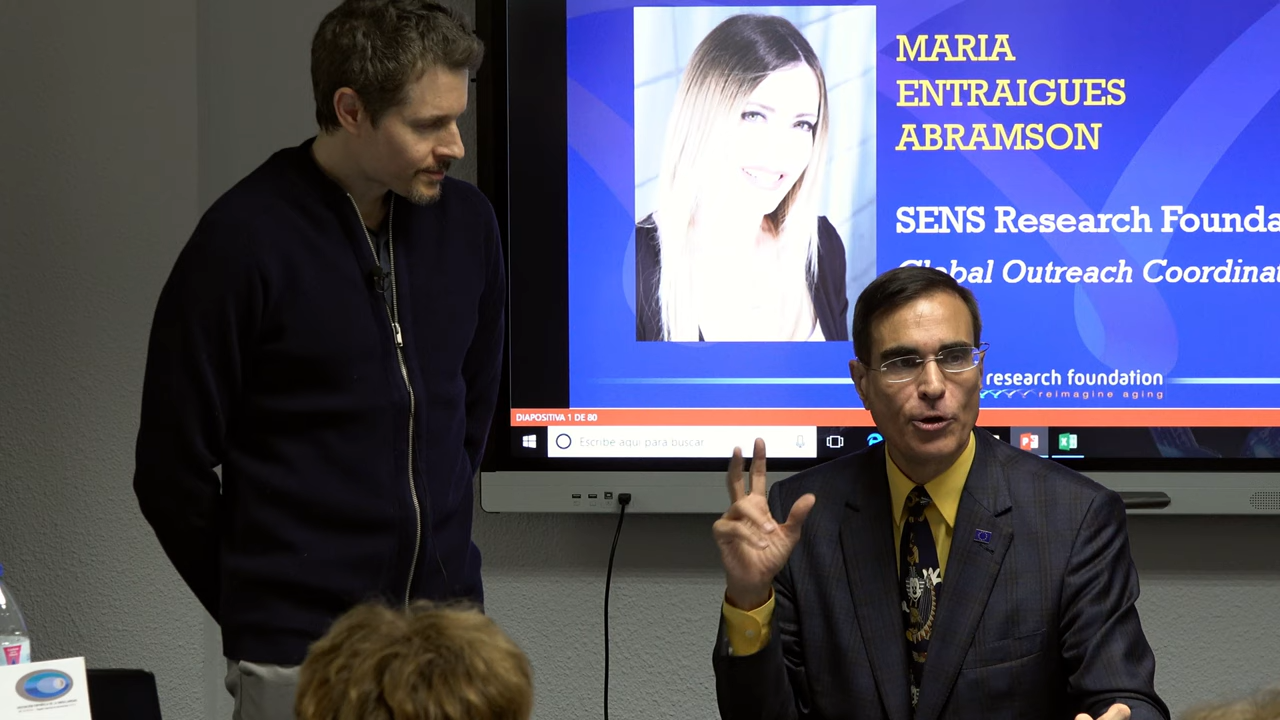 MARIA
ENTRAIGUES
ABRAMSON
SENS Research Founda
Global Outreach Coordinat
research foundation
reimagine aging
DIAPOSITIVA 1 DE 80
Escribe aquí para buscar